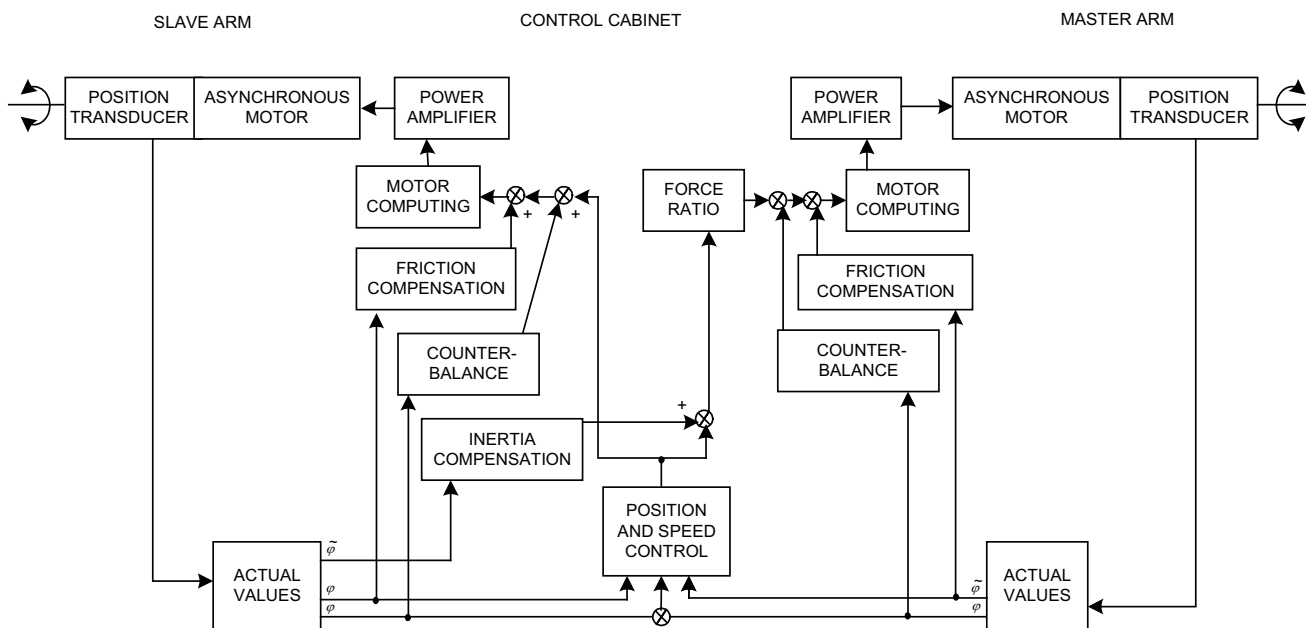 SLAVE ARM
CONTROL CABINET
MASTER ARM
POSITION
TRANSDUCER
ASYNCHRONOUS
MOTOR
POWER
AMPLIFIER
POWER
AMPLIFIER
ASYNCHRONOUS
MOTOR
POSITION
TRANSDUCER
MOTOR
COMPUTING
+
+
FORCE
RATIO
MOTOR
COMPUTING
FRICTION
COMPENSATION
FRICTION
COMPENSATION
COUNTER-
BALANCE
COUNTER-
BALANCE
+
INERTIA
COMPENSATION
POSITION
AND SPEED
CONTROL
ACTUAL
VALUES
φ̃
φ
φ
φ̃
φ
ACTUAL
VALUES